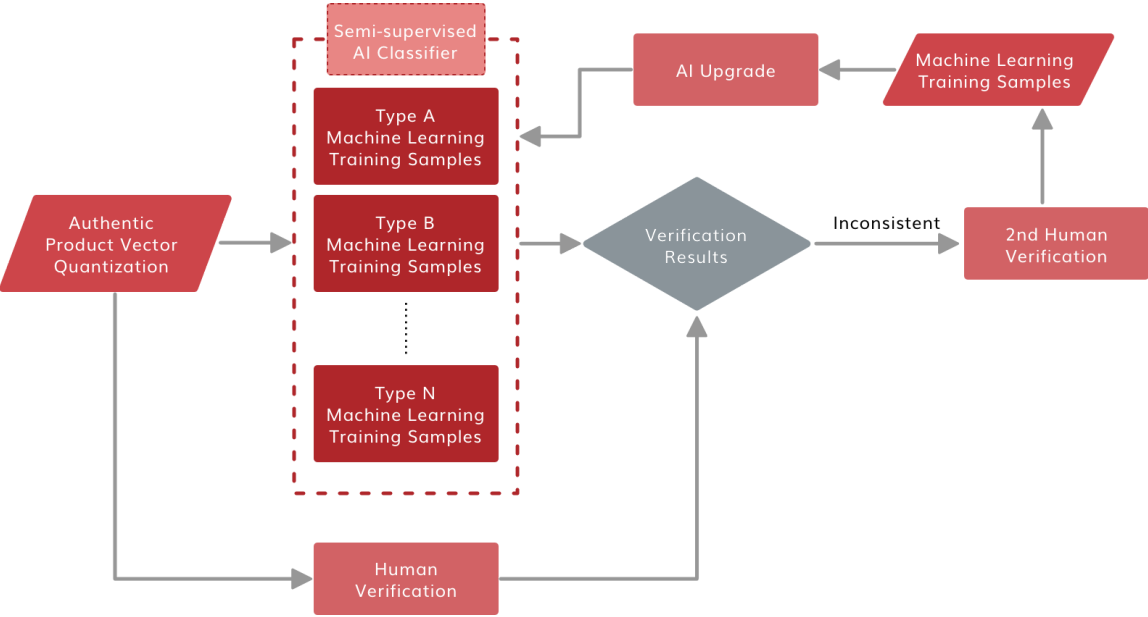 Semi-supervised
AI Classifier
Type A
Machine Learning
Training Samples
AI Upgrade
Machine Learning
Training Samples
Authentic
Product Vector
Quantization
Type B
Machine Learning
Training Samples
Verification
Results
Inconsistent
2nd Human
Verification
Type N
Machine Learning
Training Samples
Human
Verification